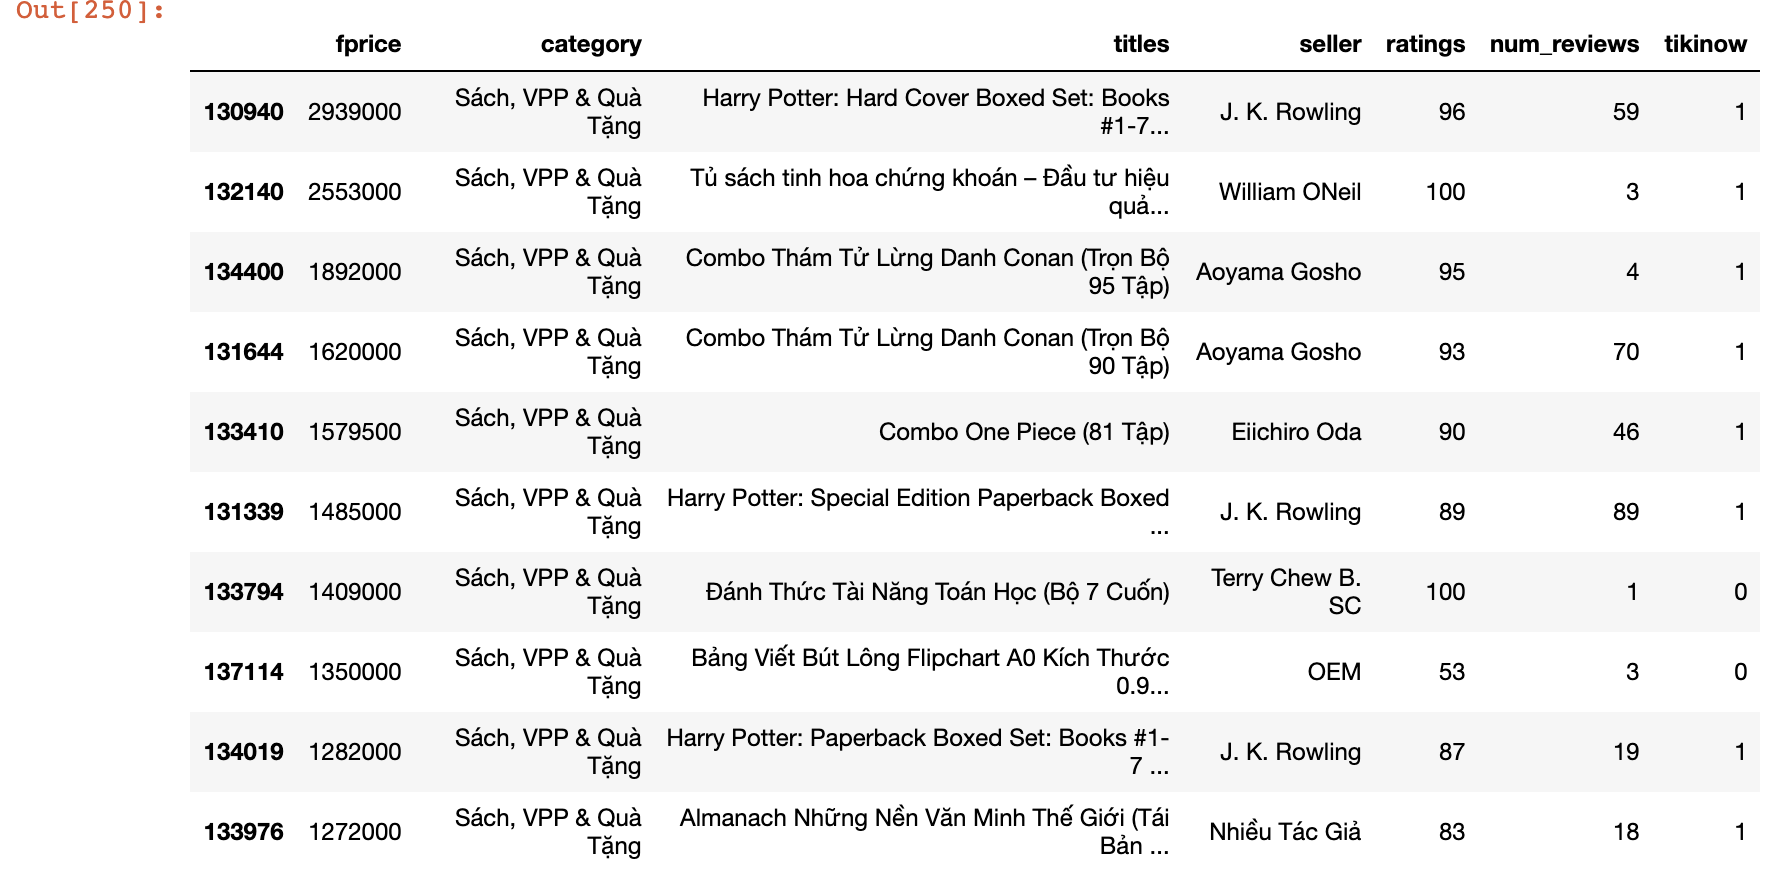 Out[250]:
fprice category titles seller ratings num_reviews tikinow
130940 2939000 Sách, VPP & Quà Tặng Harry Potter: Hard Cover Boxed Set: Books #1-7... J. K. Rowling 96 59 1
132140 2553000 Sách, VPP & Quà Tặng Tủ sách tinh hoa chứng khoán – Đầu tư hiệu quả... William ONeil 100 3 1
134400 1892000 Sách, VPP & Quà Tặng Combo Thám Tử Lừng Danh Conan (Trọn Bộ 95 Tập) Aoyama Gosho 95 4 1
131644 1620000 Sách, VPP & Quà Tặng Combo Thám Tử Lừng Danh Conan (Trọn Bộ 90 Tập) Aoyama Gosho 93 70 1
133410 1579500 Sách, VPP & Quà Tặng Combo One Piece (81 Tập) Eiichiro Oda 90 46 1
131339 1485000 Sách, VPP & Quà Tặng Harry Potter: Special Edition Paperback Boxed ... J. K. Rowling 89 89 1
133794 1409000 Sách, VPP & Quà Tặng Đánh Thức Tài Năng Toán Học (Bộ 7 Cuốn) Terry Chew B. SC 100 1 0
137114 1350000 Sách, VPP & Quà Tặng Bảng Viết Bút Lông Flipchart A0 Kích Thước 0.9... OEM 53 3 0
134019 1282000 Sách, VPP & Quà Tặng Harry Potter: Paperback Boxed Set: Books #1-7 ... J. K. Rowling 87 19 1
133976 1272000 Sách, VPP & Quà Tặng Almanach Những Nền Văn Minh Thế Giới (Tái Bản ... Nhiều Tác Giả 83 18 1